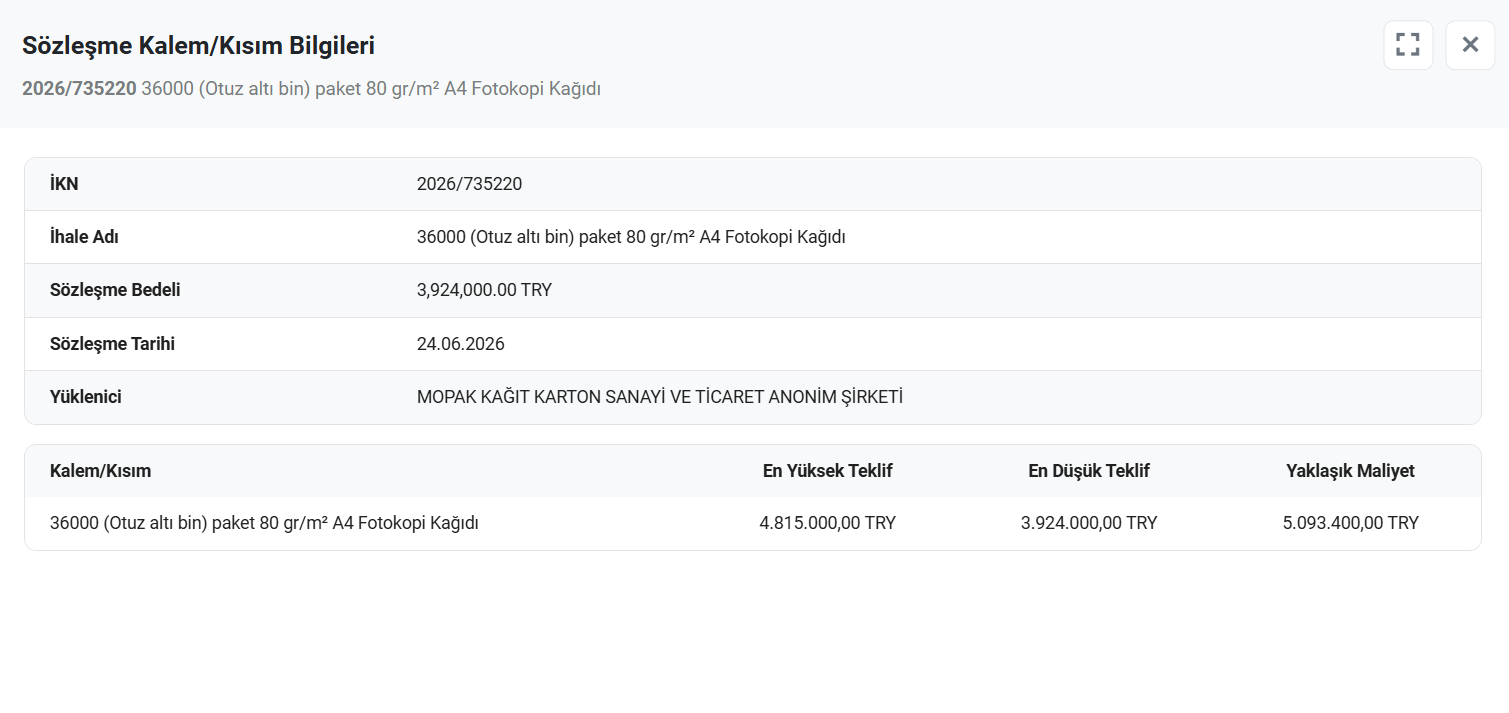 Sözleşme Kalem/Kısım Bilgileri
2026/735220 36000 (Otuz altı bin) paket 80 gr/m² A4 Fotokopi Kağıdı
İKN 2026/735220
İhale Adı 36000 (Otuz altı bin) paket 80 gr/m² A4 Fotokopi Kağıdı
Sözleşme Bedeli 3,924,000.00 TRY
Sözleşme Tarihi 24.06.2026
Yüklenici MOPAK KAĞIT KARTON SANAYİ VE TİCARET ANONİM ŞİRKETİ
Kalem/Kısım En Yüksek Teklif En Düşük Teklif Yaklaşık Maliyet
36000 (Otuz altı bin) paket 80 gr/m² A4 Fotokopi Kağıdı 4.815.000,00 TRY 3.924.000,00 TRY 5.093.400,00 TRY